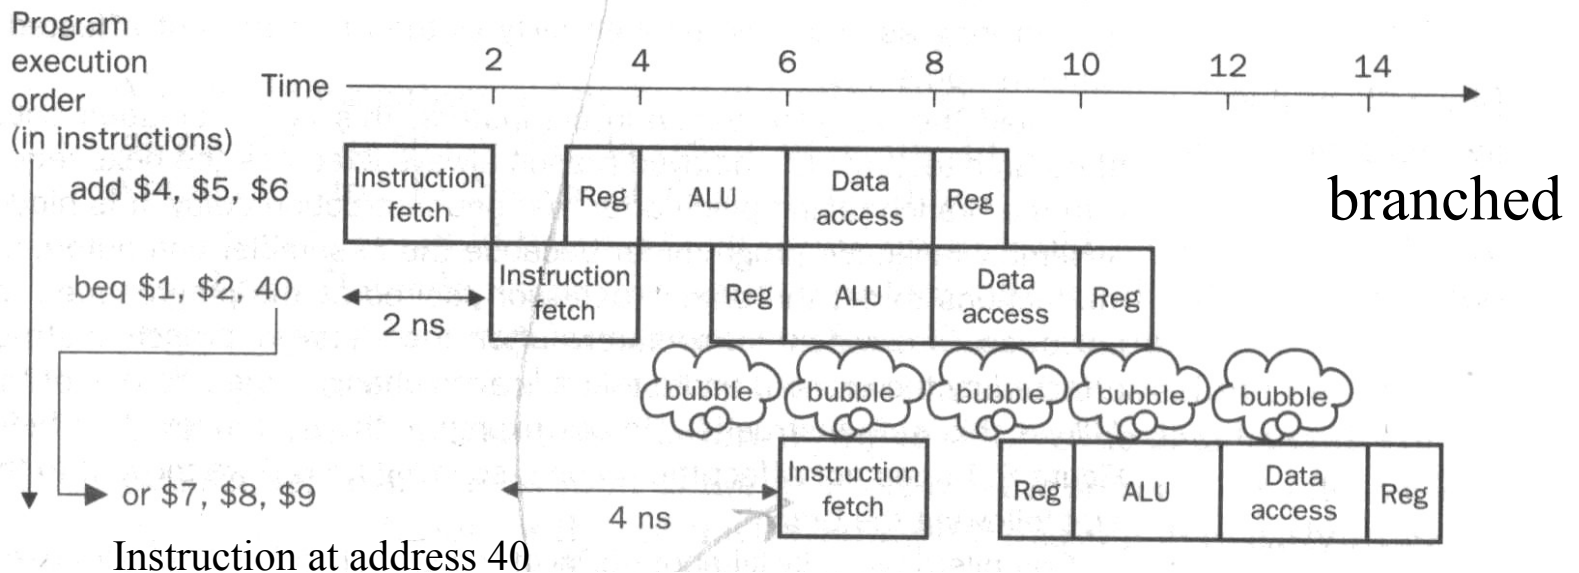 Program
execution
order
(in instructions)
Time
2 4 6 8 10 12 14
add $4, $5, $6
Instruction
fetch
Reg
ALU
Data
access
Reg
branched
beq $1, $2, 40
2 ns
Instruction
fetch
Reg
ALU
Data
access
Reg
bubble bubble bubble bubble bubble
or $7, $8, $9
4 ns
Instruction
fetch
Reg
ALU
Data
access
Reg
Instruction at address 40